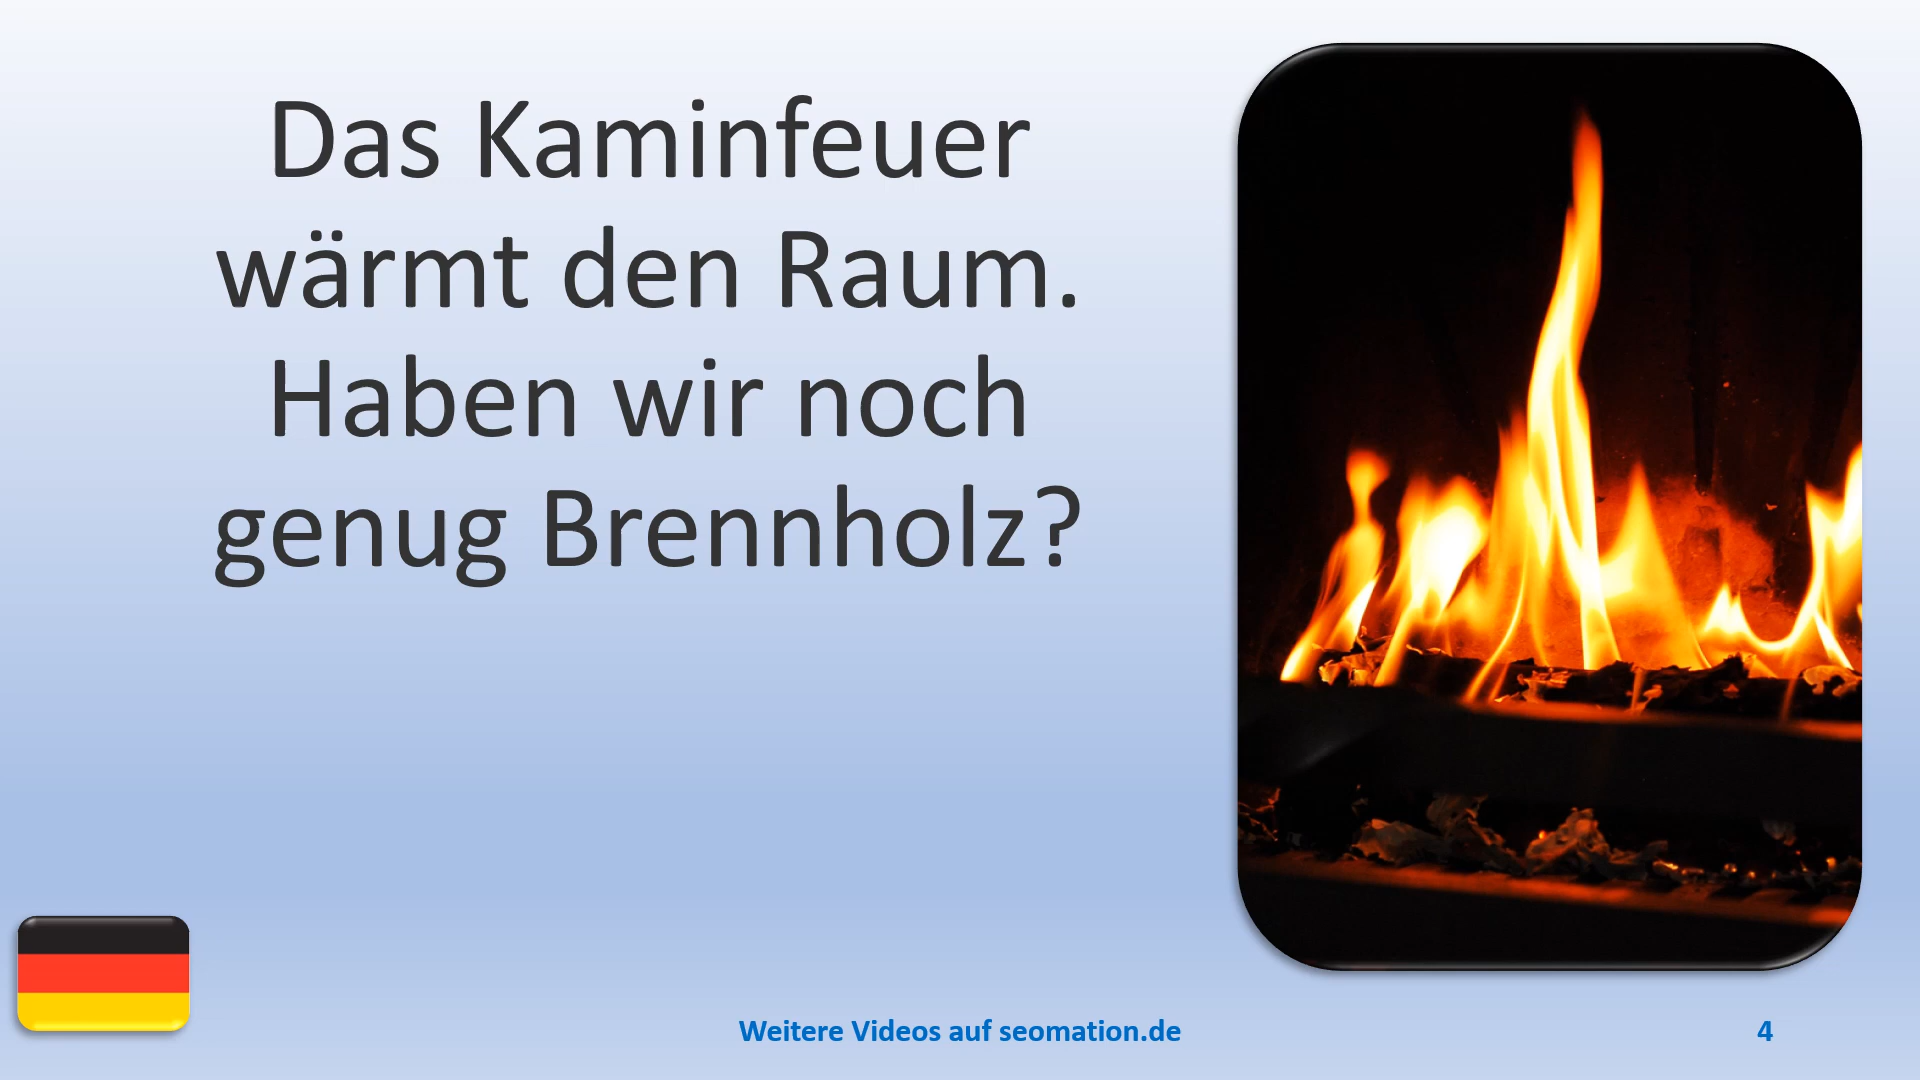 Das Kaminfeuer
wärmt den Raum.
Haben wir noch
genug Brennholz?
Weitere Videos auf seomation.de
4